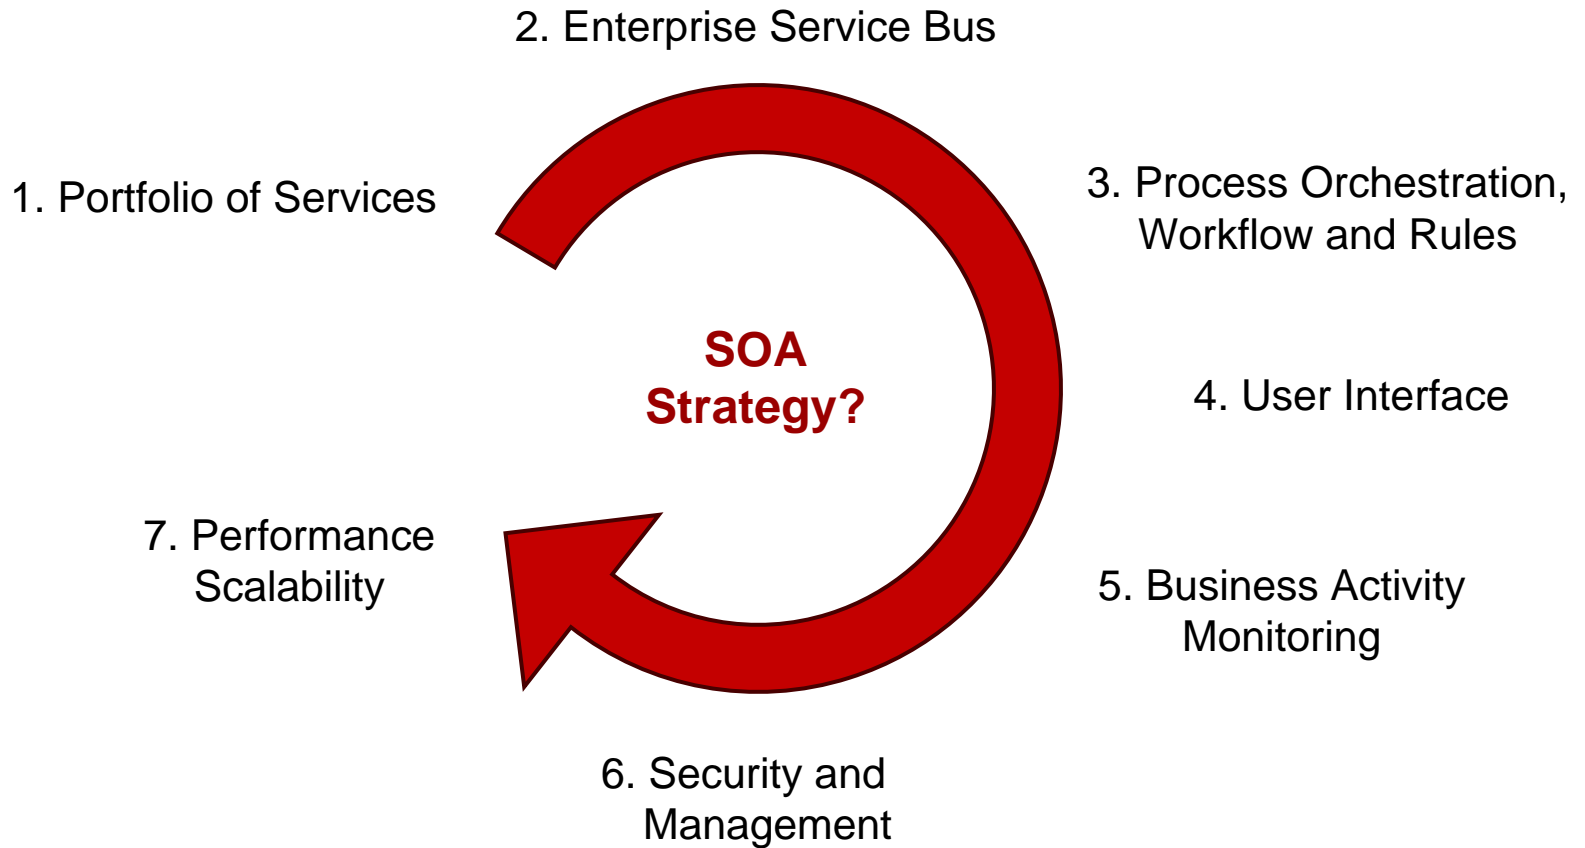 2. Enterprise Service Bus
1. Portfolio of Services
3. Process Orchestration,
Workflow and Rules
SOA
Strategy?
4. User Interface
7. Performance
Scalability
5. Business Activity
Monitoring
6. Security and
Management